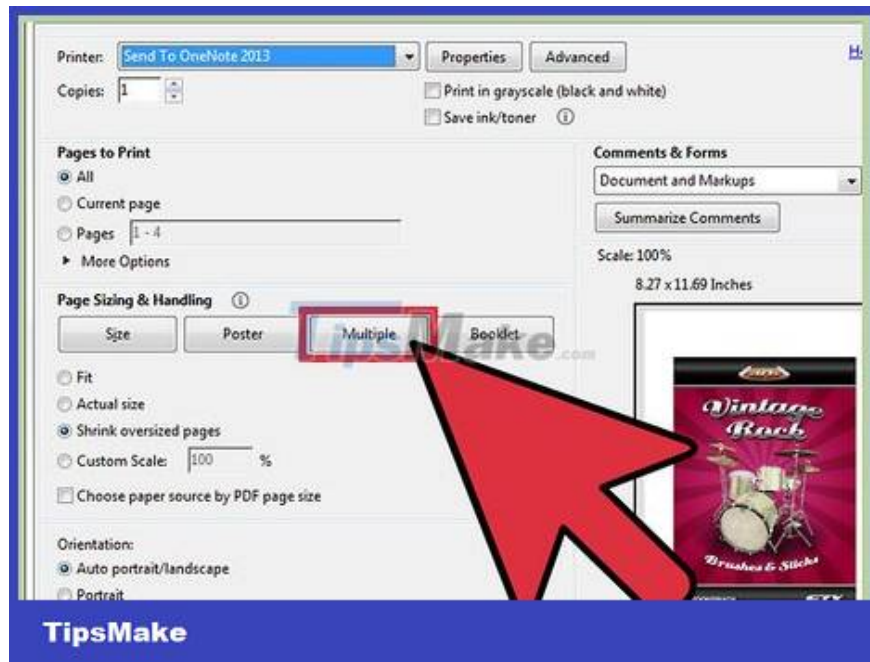 Printer: Send To OneNote 2013 Properties Advanced
Copies: 1 Print in grayscale (black and white)
Save ink/toner
Pages to Print Comments & Forms
All Document and Markups
Current page
Pages 1 - 4 Summarize Comments
More Options Scale: 100%
8.27 x 11.69 Inches
Page Sizing & Handling
Size Poster Multiple Booklet
TipsMake.com
Fit
Actual size
Shrink oversized pages
Custom Scale: 100 %
Choose paper source by PDF page size
Vintage
Rock
Brushes & Sticks
Orientation:
Auto portrait/landscape
Portrait
TipsMake